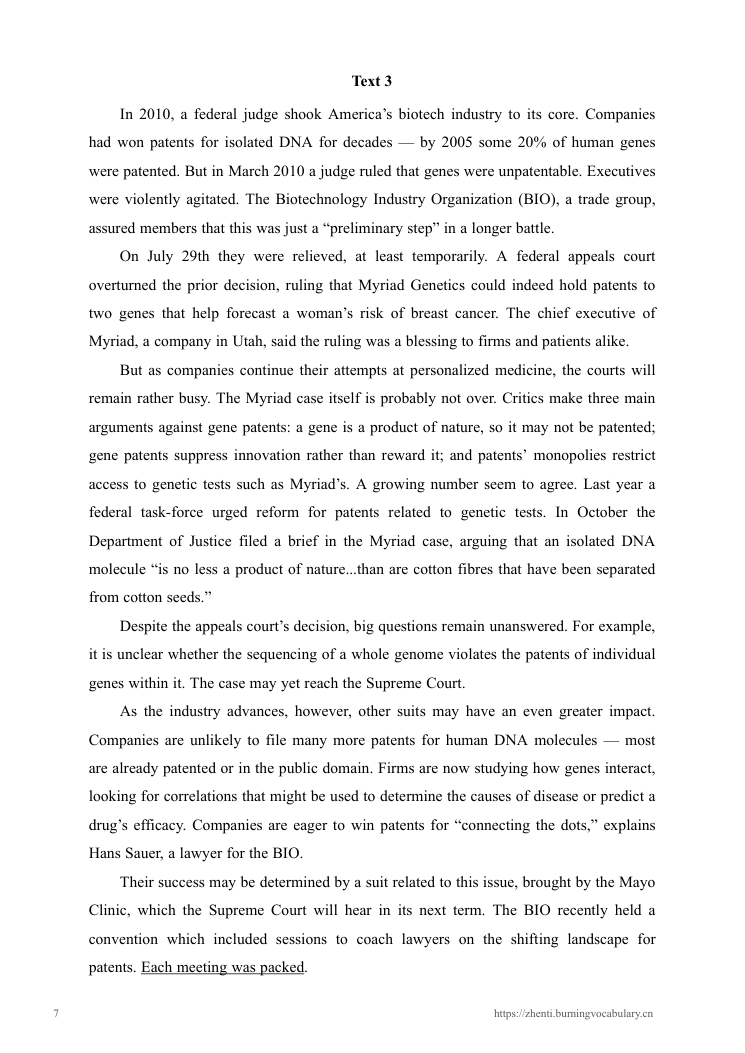 Text 3
In 2010, a federal judge shook America’s biotech industry to its core. Companies
had won patents for isolated DNA for decades — by 2005 some 20% of human genes
were patented. But in March 2010 a judge ruled that genes were unpatentable. Executives
were violently agitated. The Biotechnology Industry Organization (BIO), a trade group,
assured members that this was just a “preliminary step” in a longer battle.
On July 29th they were relieved, at least temporarily. A federal appeals court
overturned the prior decision, ruling that Myriad Genetics could indeed hold patents to
two genes that help forecast a woman’s risk of breast cancer. The chief executive of
Myriad, a company in Utah, said the ruling was a blessing to firms and patients alike.
But as companies continue their attempts at personalized medicine, the courts will
remain rather busy. The Myriad case itself is probably not over. Critics make three main
arguments against gene patents: a gene is a product of nature, so it may not be patented;
gene patents suppress innovation rather than reward it; and patents’ monopolies restrict
access to genetic tests such as Myriad’s. A growing number seem to agree. Last year a
federal task-force urged reform for patents related to genetic tests. In October the
Department of Justice filed a brief in the Myriad case, arguing that an isolated DNA
molecule “is no less a product of nature...than are cotton fibres that have been separated
from cotton seeds.”
Despite the appeals court’s decision, big questions remain unanswered. For example,
it is unclear whether the sequencing of a whole genome violates the patents of individual
genes within it. The case may yet reach the Supreme Court.
As the industry advances, however, other suits may have an even greater impact.
Companies are unlikely to file many more patents for human DNA molecules — most
are already patented or in the public domain. Firms are now studying how genes interact,
looking for correlations that might be used to determine the causes of disease or predict a
drug’s efficacy. Companies are eager to win patents for “connecting the dots,” explains
Hans Sauer, a lawyer for the BIO.
Their success may be determined by a suit related to this issue, brought by the Mayo
Clinic, which the Supreme Court will hear in its next term. The BIO recently held a
convention which included sessions to coach lawyers on the shifting landscape for
patents. Each meeting was packed.
7
https://zhenti.burningvocabulary.cn